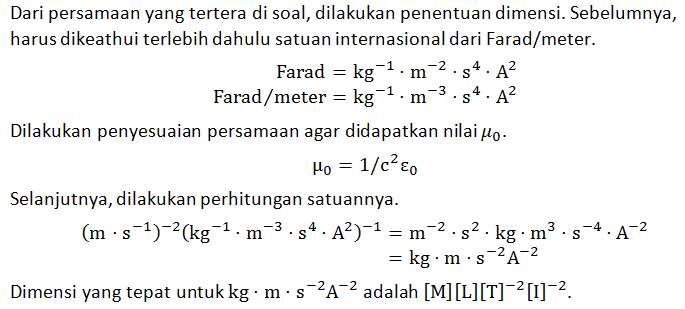 Dari persamaan yang tertera di soal, dilakukan penentuan dimensi. Sebelumnya,
harus dikeathui terlebih dahulu satuan internasional dari Farad/meter.
Farad = kg⁻¹ · m⁻² · s⁴ · A²
Farad/meter = kg⁻¹ · m⁻³ · s⁴ · A²
Dilakukan penyesuaian persamaan agar didapatkan nilai μ₀.
μ₀ = 1/c²ε₀
Selanjutnya, dilakukan perhitungan satuannya.
(m · s⁻¹)⁻²(kg⁻¹ · m⁻³ · s⁴ · A²)⁻¹ = m⁻² · s² · kg · m³ · s⁻⁴ · A⁻²
= kg · m · s⁻²A⁻²
Dimensi yang tepat untuk kg · m · s⁻²A⁻² adalah [M][L][T]⁻²[I]⁻².